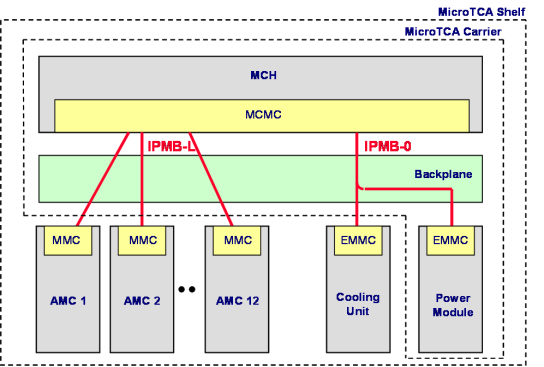 MicroTCA Shelf
MicroTCA Carrier
MCH
MCMC
IPMB-L
IPMB-0
Backplane
MMC
MMC
MMC
EMMC
EMMC
AMC 1
AMC 2
AMC 12
Cooling
Unit
Power
Module